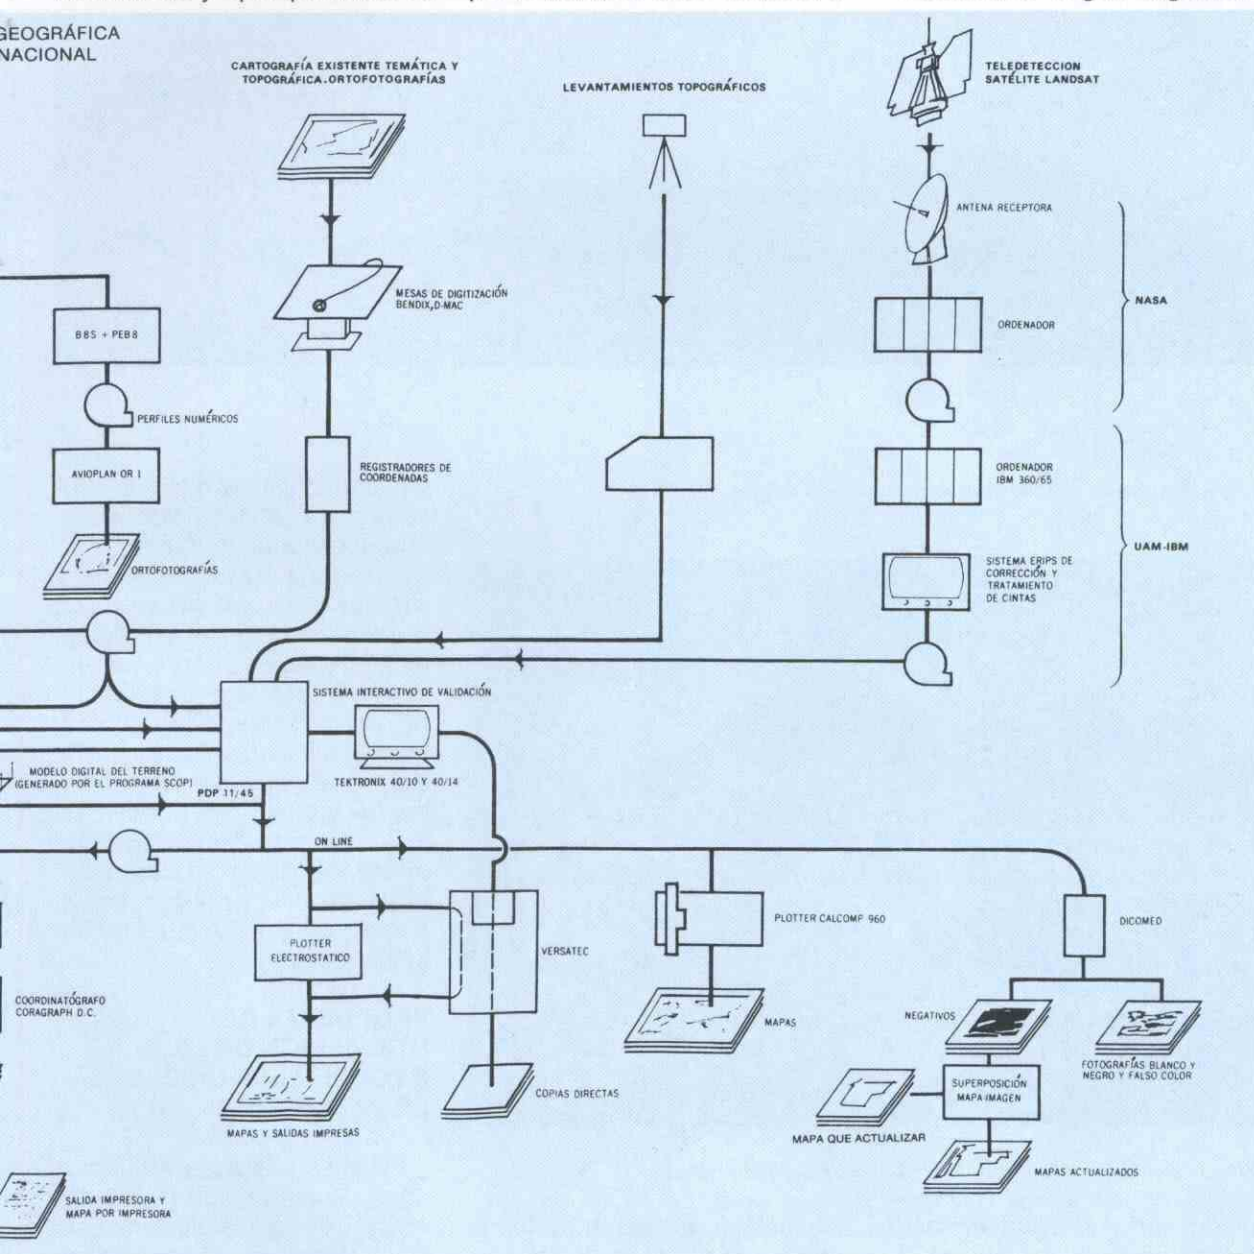 GEOGRÁFICA
NACIONAL
CARTOGRAFÍA EXISTENTE TEMÁTICA Y
TOPOGRÁFICA.ORTOFOTOGRAFÍAS
LEVANTAMIENTOS TOPOGRÁFICOS
TELEDETECCION
SATÉLITE LANDSAT
ANTENA RECEPTORA
MESAS DE DIGITIZACIÓN
BENDIX,D-MAC
NASA
ORDENADOR
B8S + PEB8
PERFILES NUMÉRICOS
AVIOPLAN OR 1
REGISTRADORES DE
COORDENADAS
ORDENADOR
IBM 360/65
UAM-IBM
ORTOFOTOGRAFÍAS
SISTEMA ERIPS DE
CORRECCIÓN Y
TRATAMIENTO
DE CINTAS
SISTEMA INTERACTIVO DE VALIDACIÓN
MODELO DIGITAL DEL TERRENO
(GENERADO POR EL PROGRAMA SCOP)
PDP 11/45
TEKTRONIX 40/10 Y 40/14
ON LINE
PLOTTER
ELECTROSTATICO
VERSATEC
PLOTTER CALCOMP 960
DICOMED
COORDINATÓGRAFO
CORAGRAPH D.C.
MAPAS
NEGATIVOS
FOTOGRAFÍAS BLANCO Y
NEGRO Y FALSO COLOR
SUPERPOSICIÓN
MAPA-IMAGEN
COPIAS DIRECTAS
MAPAS Y SALIDAS IMPRESAS
MAPA QUE ACTUALIZAR
MAPAS ACTUALIZADOS
SALIDA IMPRESORA Y
MAPA POR IMPRESORA